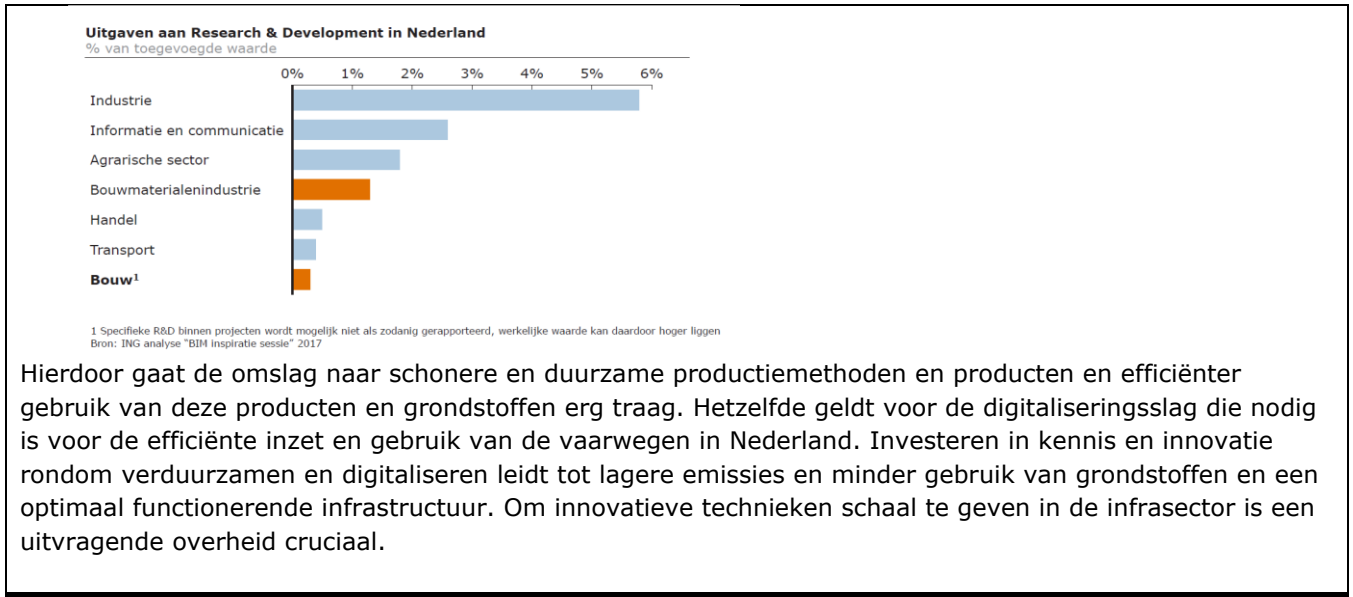 Uitgaven aan Research & Development in Nederland
% van toegevoegde waarde
0% 1% 2% 3% 4% 5% 6%
Industrie
Informatie en communicatie
Agrarische sector
Bouwmaterialenindustrie
Handel
Transport
Bouw¹
1 Specifieke R&D binnen projecten wordt mogelijk niet als zodanig gerapporteerd, werkelijke waarde kan daardoor hoger liggen
Bron: ING analyse "BIM inspiratie sessie" 2017
Hierdoor gaat de omslag naar schonere en duurzame productiemethoden en producten en efficiënter
gebruik van deze producten en grondstoffen erg traag. Hetzelfde geldt voor de digitaliseringsslag die nodig
is voor de efficiënte inzet en gebruik van de vaarwegen in Nederland. Investeren in kennis en innovatie
rondom verduurzamen en digitaliseren leidt tot lagere emissies en minder gebruik van grondstoffen en een
optimaal functionerende infrastructuur. Om innovatieve technieken schaal te geven in de infrasector is een
uitvragende overheid cruciaal.